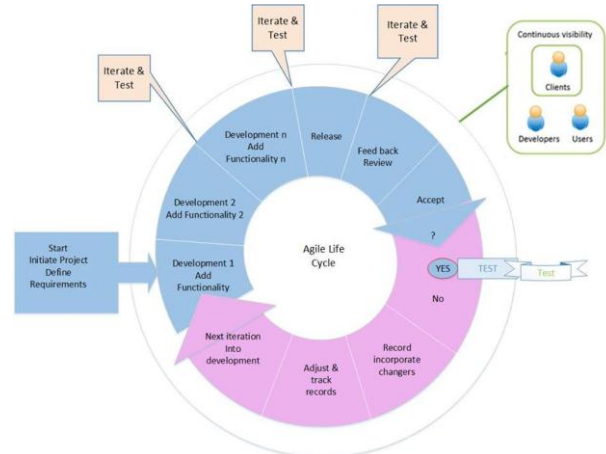 Iterate &
Test
Iterate &
Test
Iterate &
Test
Continuous visibility
Clients
Developers
Users
Development n
Add
Functionality n
Release
Feed back
Review
Accept
?
Development 2
Add Functionality 2
Start
Initiate Project
Define
Requirements
Development 1
Add
Functionality
Agile Life
Cycle
YES
TEST
Test
No
Next iteration
Into
development
Adjust &
track
records
Record
incorporate
changers